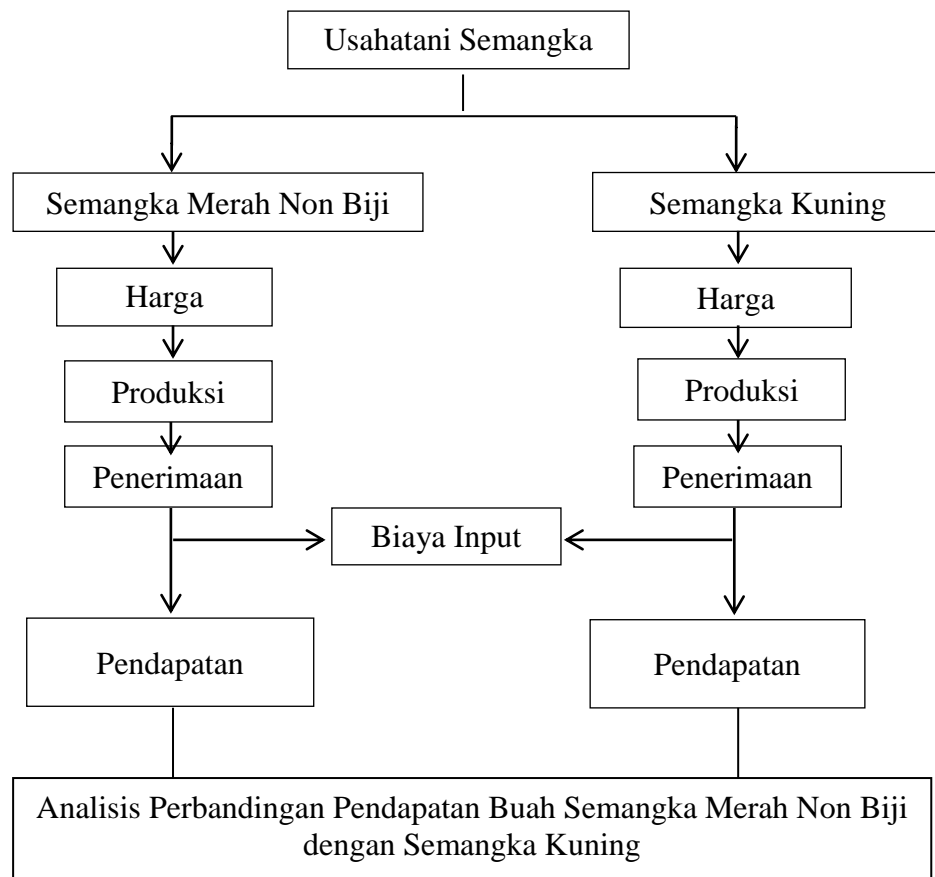 Usahatani Semangka
Semangka Merah Non Biji
Semangka Kuning
Harga
Harga
Produksi
Produksi
Penerimaan
Penerimaan
Biaya Input
Pendapatan
Pendapatan
Analisis Perbandingan Pendapatan Buah Semangka Merah Non Biji
dengan Semangka Kuning